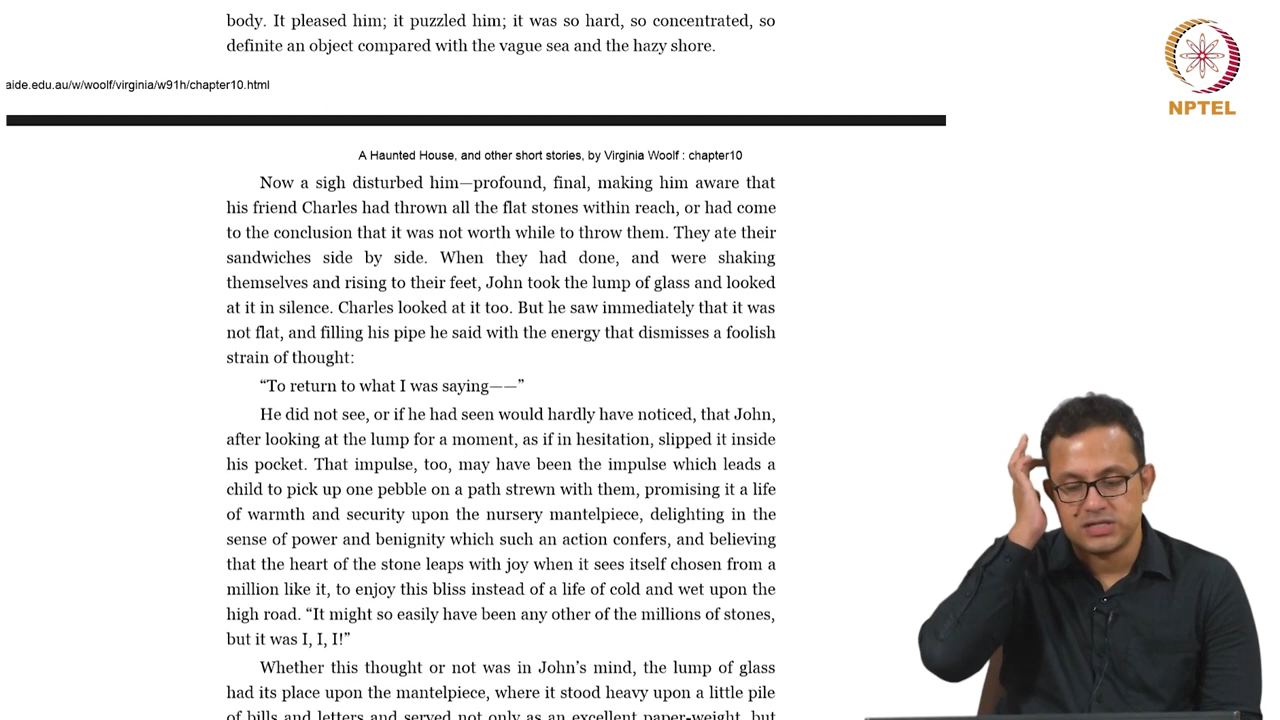 body. It pleased him; it puzzled him; it was so hard, so concentrated, so
definite an object compared with the vague sea and the hazy shore.
NPTEL
aide.edu.au/w/woolf/virginia/w91h/chapter10.html
A Haunted House, and other short stories, by Virginia Woolf : chapter10
Now a sigh disturbed him—profound, final, making him aware that
his friend Charles had thrown all the flat stones within reach, or had come
to the conclusion that it was not worth while to throw them. They ate their
sandwiches side by side. When they had done, and were shaking
themselves and rising to their feet, John took the lump of glass and looked
at it in silence. Charles looked at it too. But he saw immediately that it was
not flat, and filling his pipe he said with the energy that dismisses a foolish
strain of thought:
“To return to what I was saying——”
He did not see, or if he had seen would hardly have noticed, that John,
after looking at the lump for a moment, as if in hesitation, slipped it inside
his pocket. That impulse, too, may have been the impulse which leads a
child to pick up one pebble on a path strewn with them, promising it a life
of warmth and security upon the nursery mantelpiece, delighting in the
sense of power and benignity which such an action confers, and believing
that the heart of the stone leaps with joy when it sees itself chosen from a
million like it, to enjoy this bliss instead of a life of cold and wet upon the
high road. “It might so easily have been any other of the millions of stones,
but it was I, I, I!”
Whether this thought or not was in John’s mind, the lump of glass
had its place upon the mantelpiece, where it stood heavy upon a little pile
of bills and letters and served not only as an excellent paper-weight, but